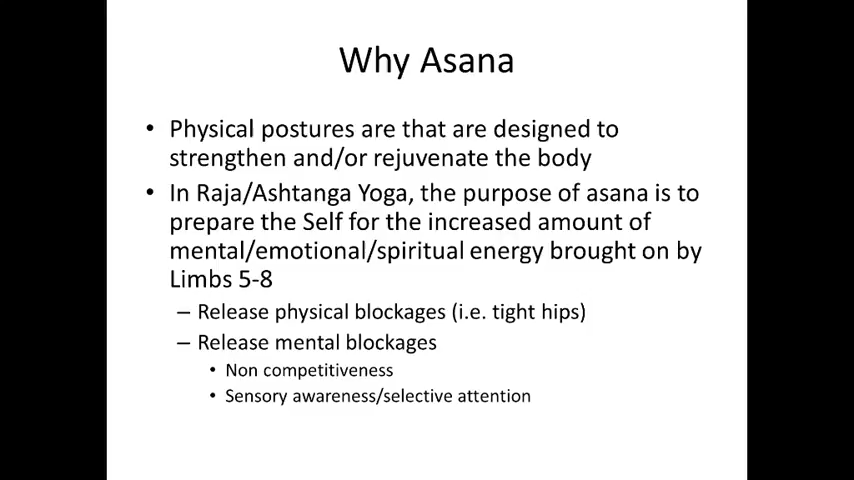 Why Asana
• Physical postures are that are designed to
strengthen and/or rejuvenate the body
• In Raja/Ashtanga Yoga, the purpose of asana is to
prepare the Self for the increased amount of
mental/emotional/spiritual energy brought on by
Limbs 5-8
– Release physical blockages (i.e. tight hips)
– Release mental blockages
• Non competitiveness
• Sensory awareness/selective attention